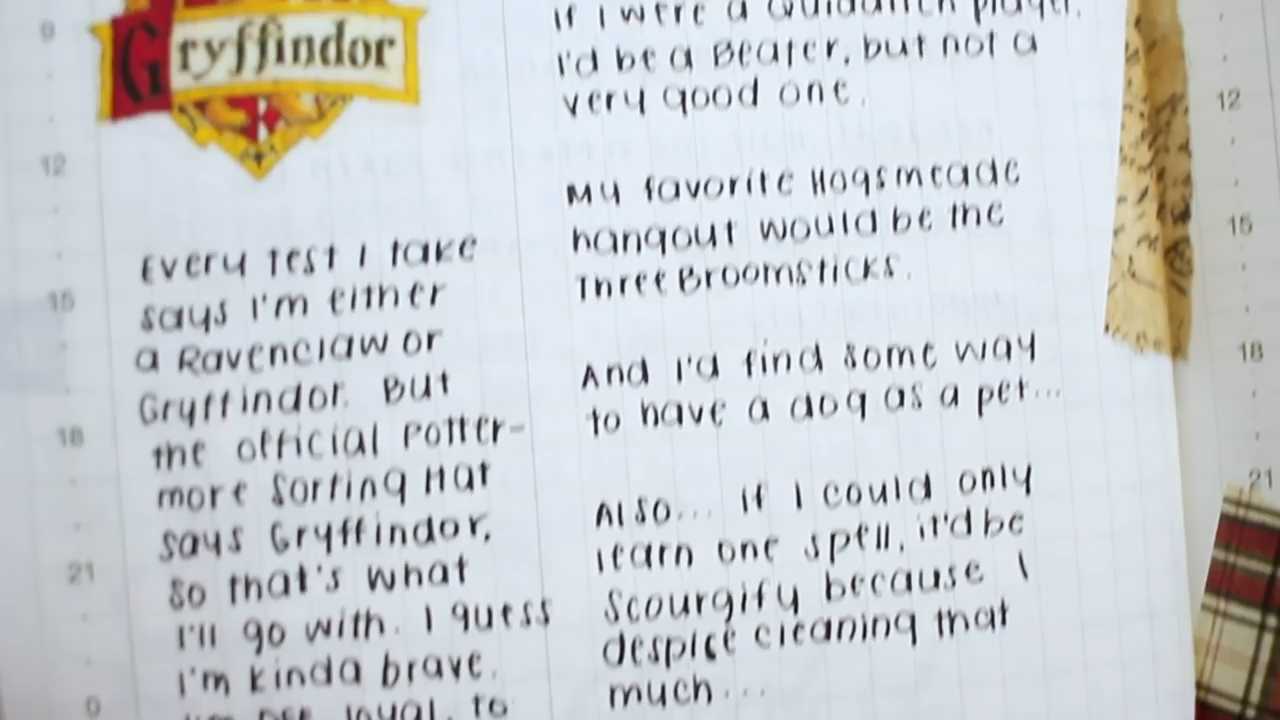 Gryffindor
Every test I take
says I'm either
a Ravenclaw or
Gryffindor. But
the official Potter-
more Sorting Hat
says Gryffindor,
so that's what
I'll go with. I guess
I'm kinda brave.
loyal, to
If I were a Quidditch player,
I'd be a Beater, but not a
very good one.
My favorite Hogsmeade
hangout would be the
Three Broomsticks.
And I'd find some way
to have a dog as a pet...
Also... if I could only
learn one spell, it'd be
Scourgify because I
despise cleaning that
much...
9
12
15
18
21
0
12
15
18
21